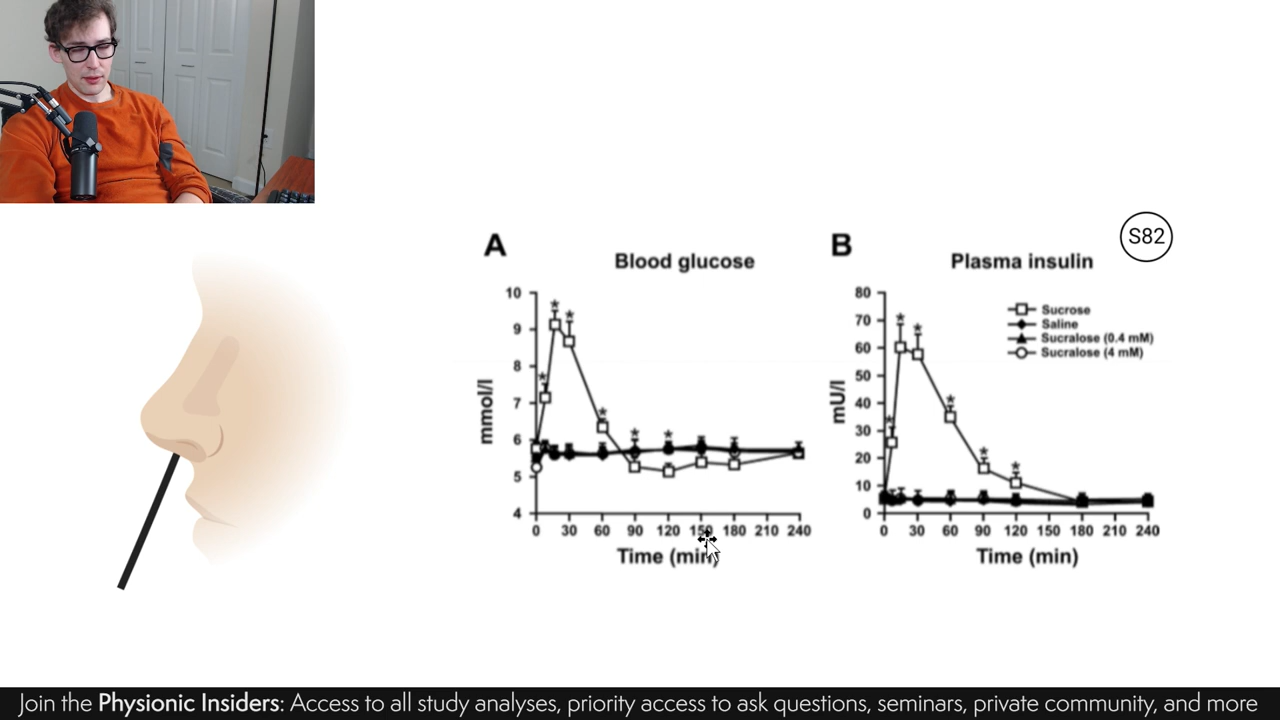 S82
A
Blood glucose
10
9
8
7
6
5
4
mmol/l
0 30 60 90 120 150 180 210 240
Time (min)
B
Plasma insulin
80
70
60
50
40
30
20
10
0
mU/l
Sucrose
Saline
Sucralose (0.4 mM)
Sucralose (4 mM)
0 30 60 90 120 150 180 210 240
Time (min)
Join the Physionic Insiders: Access to all study analyses, priority access to ask questions, seminars, private community, and more